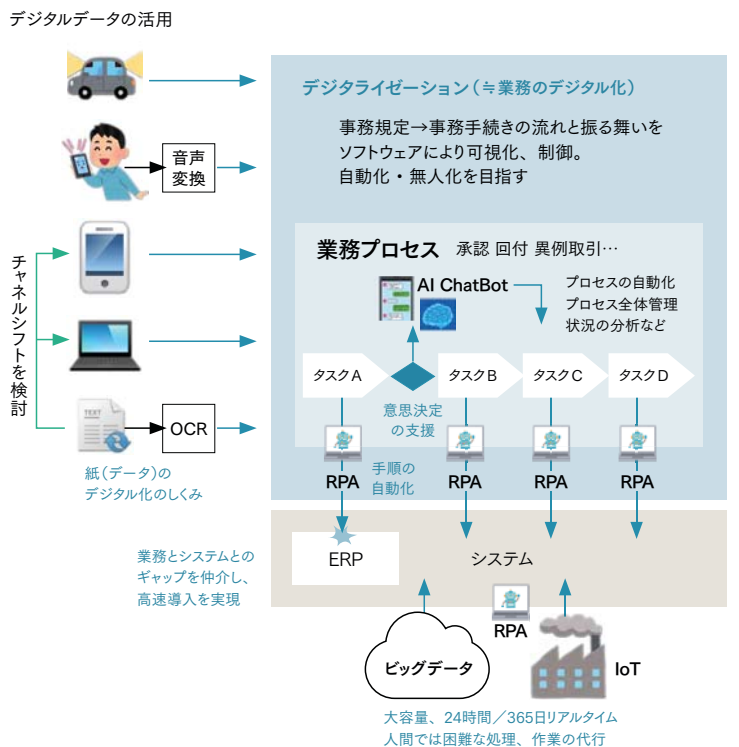 デジタルデータの活用
デジタライゼーション（≒業務のデジタル化）
事務規定→事務手続きの流れと振る舞いを
ソフトウェアにより可視化、制御。
自動化・無人化を目指す
音声
変換
チャネルシフトを検討
業務プロセス 承認 回付 異例取引…
AI ChatBot
プロセスの自動化
プロセス全体管理
状況の分析など
タスクA
タスクB
タスクC
タスクD
意思決定
の支援
TEXT
OCR
紙（データ）の
デジタル化のしくみ
RPA
手順の
自動化
RPA
RPA
RPA
業務とシステムとの
ギャップを仲介し、
高速導入を実現
ERP
システム
RPA
ビッグデータ
IoT
大容量、24時間／365日リアルタイム
人間では困難な処理、作業の代行